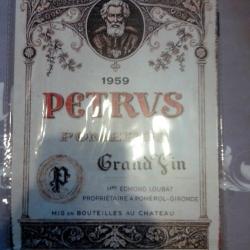 1959
PETRVS
POMEROL
Grand Vin
P
Mme EDMOND LOUBAT
PROPRIÉTAIRE A POMEROL-GIRONDE
MIS EN BOUTEILLES AU CHATEAU